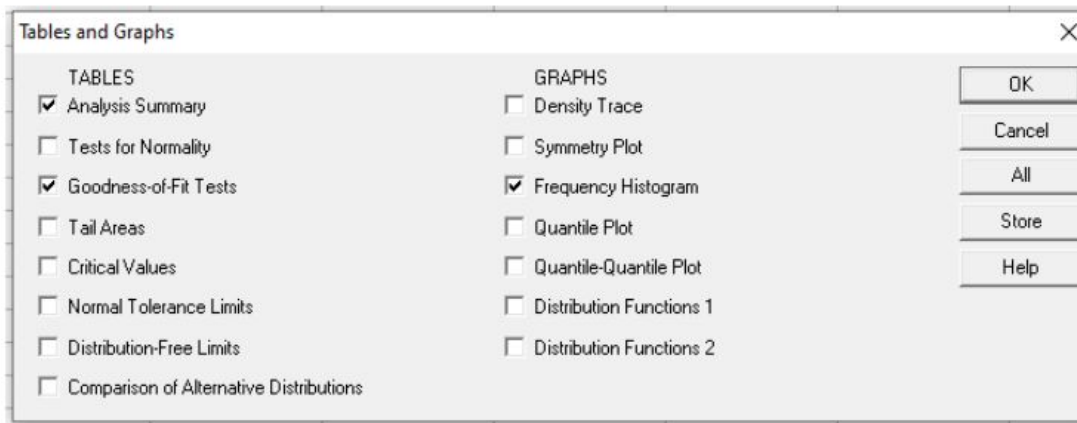 Tables and Graphs
TABLES
Analysis Summary
Tests for Normality
Goodness-of-Fit Tests
Tail Areas
Critical Values
Normal Tolerance Limits
Distribution-Free Limits
Comparison of Alternative Distributions
GRAPHS
Density Trace
Symmetry Plot
Frequency Histogram
Quantile Plot
Quantile-Quantile Plot
Distribution Functions 1
Distribution Functions 2
OK
Cancel
All
Store
Help